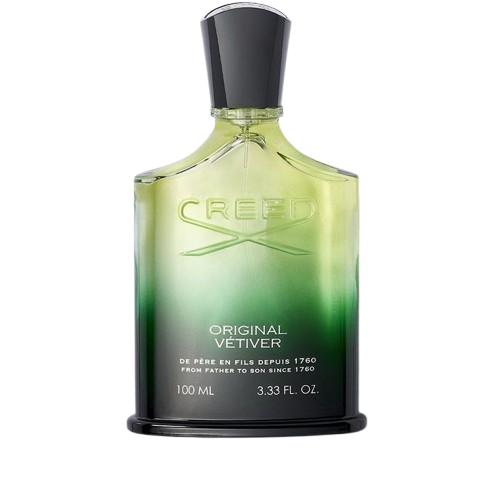 CREED
ORIGINAL
VÉTIVER
DE PÈRE EN FILS DEPUIS 1760
FROM FATHER TO SON SINCE 1760
100 ML 3.33 FL. OZ.